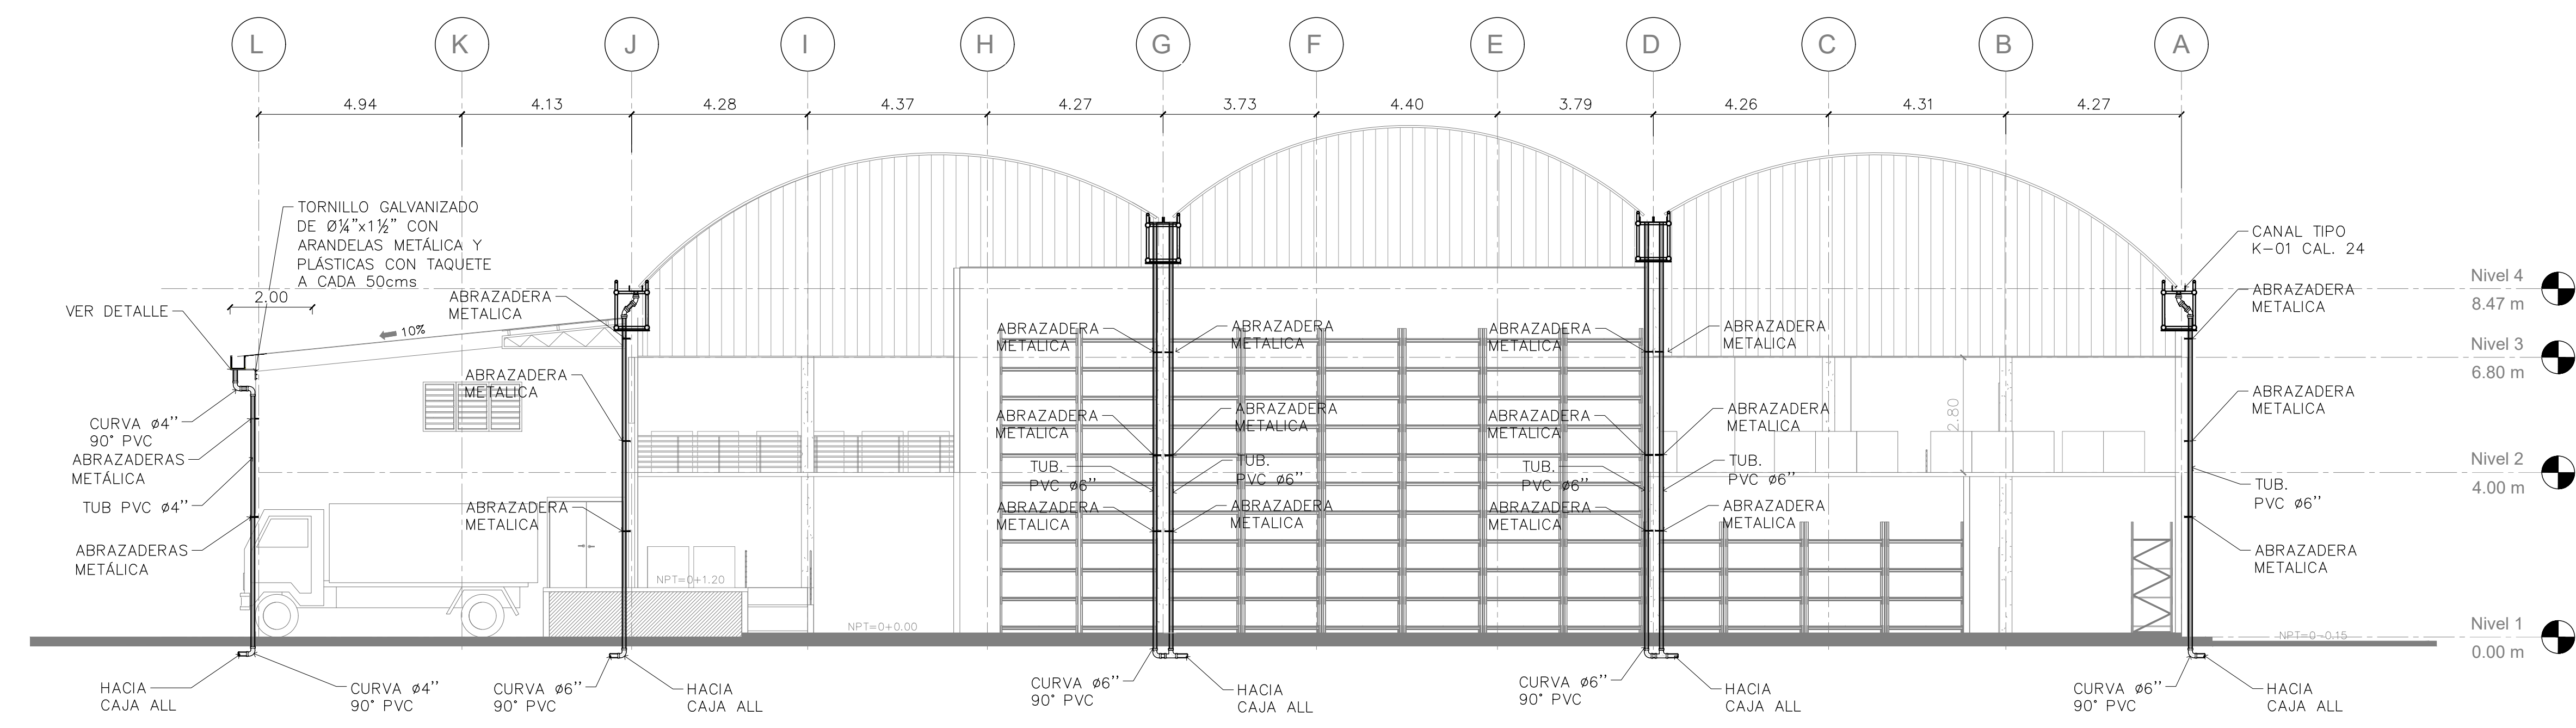 L
K
J
I
H
G
F
E
D
C
B
A
4.94
4.13
4.28
4.37
4.27
3.73
4.40
3.79
4.26
4.31
4.27
TORNILLO GALVANIZADO
DE Ø¼"x1½" CON
ARANDELAS METÁLICA Y
PLÁSTICAS CON TAQUETE
A CADA 50cms
2.00
VER DETALLE
10%
ABRAZADERA
METALICA
ABRAZADERA
METALICA
ABRAZADERA
METALICA
ABRAZADERA
METALICA
ABRAZADERA
METALICA
CANAL TIPO
K-01 CAL. 24
ABRAZADERA
METALICA
Nivel 4
8.47 m
Nivel 3
6.80 m
ABRAZADERA
METALICA
CURVA ø4''
90° PVC
ABRAZADERAS
METÁLICA
TUB PVC ø4''
ABRAZADERAS
METÁLICA
ABRAZADERA
METALICA
ABRAZADERA
METALICA
ABRAZADERA
METALICA
ABRAZADERA
METALICA
ABRAZADERA
METALICA
2.80
ABRAZADERA
METALICA
TUB.
PVC ø6''
TUB.
PVC ø6''
TUB.
PVC ø6''
TUB.
PVC ø6''
TUB.
PVC ø6''
Nivel 2
4.00 m
ABRAZADERA
METALICA
ABRAZADERA
METALICA
ABRAZADERA
METALICA
ABRAZADERA
METALICA
ABRAZADERA
METALICA
ABRAZADERA
METALICA
NPT=0+1.20
NPT=0+0.00
NPT=0-0.15
Nivel 1
0.00 m
HACIA
CAJA ALL
CURVA ø4''
90° PVC
CURVA ø6''
90° PVC
HACIA
CAJA ALL
CURVA ø6''
90° PVC
HACIA
CAJA ALL
CURVA ø6''
90° PVC
HACIA
CAJA ALL
CURVA ø6''
90° PVC
HACIA
CAJA ALL